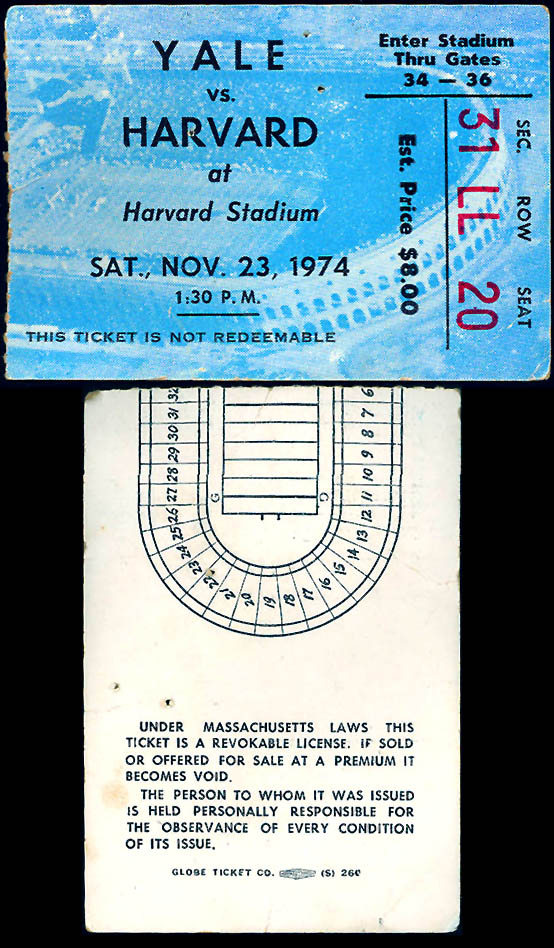 YALE
VS.
HARVARD
at
Harvard Stadium
SAT., NOV. 23, 1974
1:30 P. M.
THIS TICKET IS NOT REDEEMABLE
Enter Stadium
Thru Gates
34 — 36
Est. Price $8.00
SEC. ROW SEAT
31 LL 20
32
31
30
29
28
27
26
25
24
23
22
21
20
19
18
17
16
15
14
13
12
11
10
9
8
7
6
G G
UNDER MASSACHUSETTS LAWS THIS
TICKET IS A REVOKABLE LICENSE. IF SOLD
OR OFFERED FOR SALE AT A PREMIUM IT
BECOMES VOID.
THE PERSON TO WHOM IT WAS ISSUED
IS HELD PERSONALLY RESPONSIBLE FOR
THE OBSERVANCE OF EVERY CONDITION
OF ITS ISSUE.
GLOBE TICKET CO. (S) 260